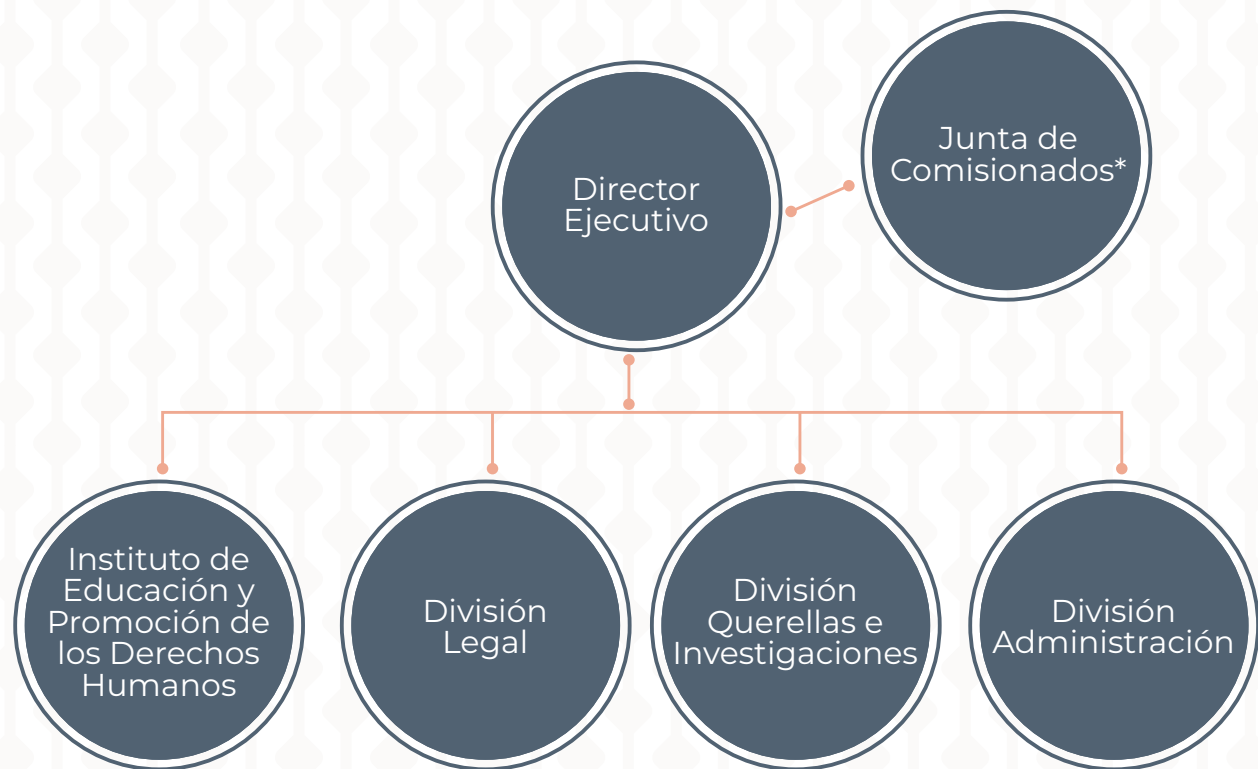 Junta de
Comisionados*
Director
Ejecutivo
Instituto de
Educación y
Promoción de
los Derechos
Humanos
División
Legal
División
Querellas e
Investigaciones
División
Administración